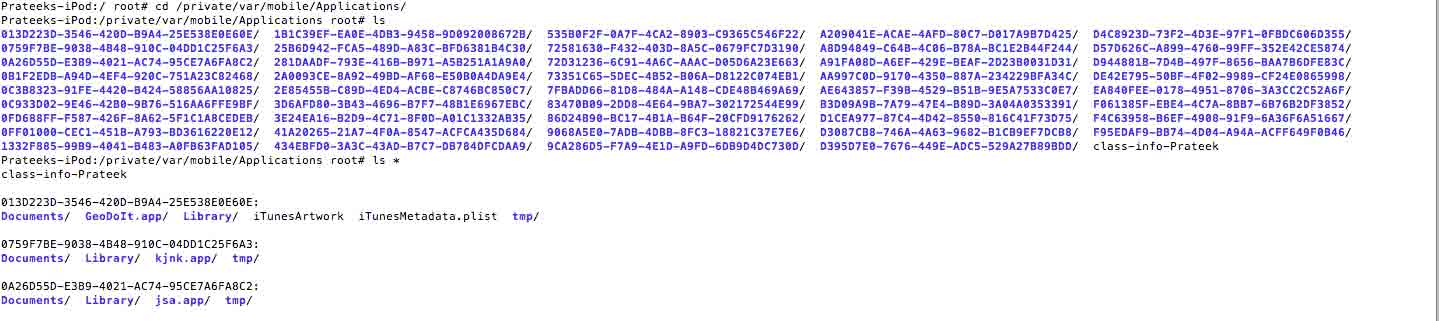 Prateeks-iPod:/ root# cd /private/var/mobile/Applications/
Prateeks-iPod:/private/var/mobile/Applications root# ls
013D223D-3546-420D-B9A4-25E538E0E60E/ 1B1C39EF-EA0E-4DB3-9458-9D092008672B/ 535B0F2F-0A7F-4CA2-8903-C9365C546F22/ A209041E-ACAE-4AFD-80C7-D017A9B7D425/ D4C8923D-73F2-4D3E-97F1-0FBDC606D355/
0759F7BE-9038-4B48-910C-04DD1C25F6A3/ 25B6D942-FCA5-489D-A83C-BFD6381B4C30/ 72581630-F432-403D-8A5C-0679FC7D3190/ A8D94849-C64B-4C06-B78A-BC1E2B44F244/ D57D626C-A899-4760-99FF-352E42CE5874/
0A26D55D-E3B9-4021-AC74-95CE7A6FA8C2/ 281DAADF-793E-416B-B971-A5B251A1A9A0/ 72D31236-6C91-4A6C-AAAC-D05D6A23E663/ A91FA08D-A6EF-429E-BEAF-2D23B0031D31/ D944881B-7D4B-497F-8656-BAA7B6DFE83C/
0B1F2EDB-A94D-4EF4-920C-751A23C82468/ 2A0093CE-8A92-49BD-AF68-E50B0A4DA9E4/ 73351C65-5DEC-4B52-B06A-D8122C074EB1/ AA997C0D-9170-4350-887A-234229BFA34C/ DE42E795-50BF-4F02-9989-CF24E0865998/
0C3B8323-91FE-4420-B424-58856AA10825/ 2E85455B-C89D-4ED4-ACBE-C8746BC850C7/ 7FBADD66-81D8-484A-A148-CDE48B469A69/ AE643857-F39B-4529-B51B-9E5A7533C0E7/ EA840FEE-0178-4951-8706-3A3CC2C52A6F/
0C933D02-9E46-42B0-9B76-516AA6FFE9BF/ 3D6AFD80-3B43-4696-B7F7-48B1E6967EBC/ 83470B09-2DD8-4E64-9BA7-302172544E99/ B3D09A9B-7A79-47E4-B89D-3A04A0353391/ F061385F-EBE4-4C7A-8BB7-6B76B2DF3852/
0FD688FF-F587-426F-8A62-5F1C1A8CEDEB/ 3E24EA16-B2D9-4C71-8F0D-A01C1332AB35/ 86D24B90-BC17-4B1A-B64F-20CFD9176262/ D1CEA977-87C4-4D42-8550-816C41F73D75/ F4C63958-B6EF-4908-91F9-6A36F6A51667/
0FF01000-CEC1-451B-A793-BD3616220E12/ 41A20265-21A7-4F0A-8547-ACFCA435D684/ 9068A5E0-7ADB-4DBB-8FC3-18821C37E7E6/ D3087CB8-746A-4A63-9682-B1CB9EF7DCB8/ F95EDAF9-BB74-4D04-A94A-ACFF649F0B46/
1332F885-99B9-4041-B483-A0FB63FAD105/ 434EBFD0-3A3C-43AD-B7C7-DB784DFCDAA9/ 9CA286D5-F7A9-4E1D-A9FD-6DB9D4DC730D/ D395D7E0-7676-449E-ADC5-529A27B89BDD/ class-info-Prateek
Prateeks-iPod:/private/var/mobile/Applications root# ls *
class-info-Prateek
013D223D-3546-420D-B9A4-25E538E0E60E:
Documents/ GeoDoIt.app/ Library/ iTunesArtwork iTunesMetadata.plist tmp/
0759F7BE-9038-4B48-910C-04DD1C25F6A3:
Documents/ Library/ kjnk.app/ tmp/
0A26D55D-E3B9-4021-AC74-95CE7A6FA8C2:
Documents/ Library/ jsa.app/ tmp/